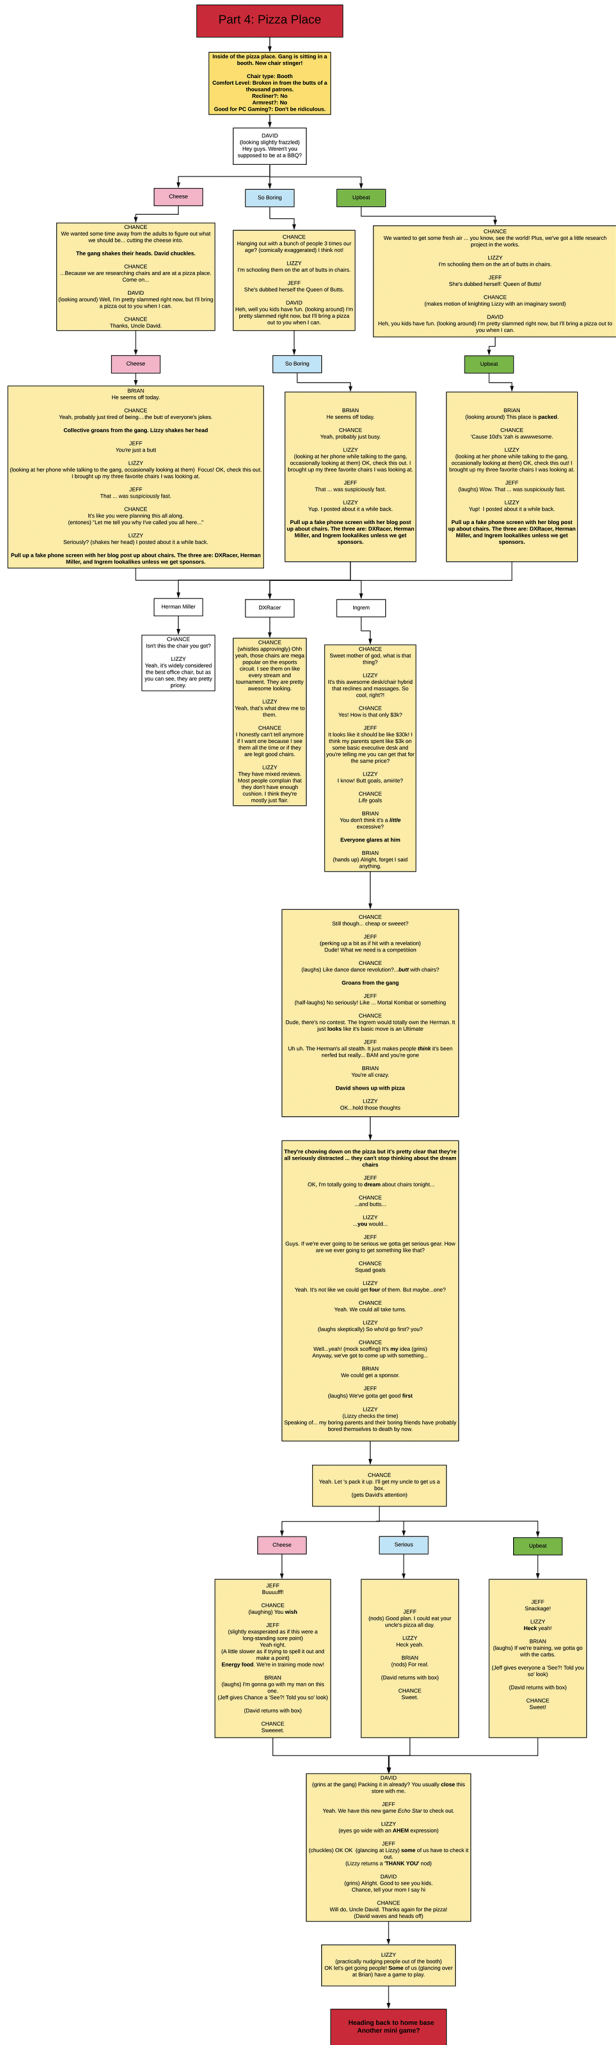 Part 4: Pizza Place
Inside of the pizza place. Gang is sitting in a
booth. New chair stinger!
Chair type: Booth
Comfort Level: Broken in from the butts of a
thousand patrons.
Recliner?: No
Armrest?: No
Good for PC Gaming?: Don't be ridiculous.
DAVID
(looking slightly frazzled)
Hey guys. Weren't you
supposed to be at a BBQ?
Cheese
So Boring
Upbeat
CHANCE
We wanted some time away from the adults to figure out what
we should be... cutting the cheese into.
The gang shakes their heads. David chuckles.
CHANCE
...Because we are researching chairs and are at a pizza place.
Come on...
DAVID
(looking around) Well, I'm pretty slammed right now, but I'll bring
a pizza out to you when I can.
CHANCE
Thanks, Uncle David.
CHANCE
Hanging out with a bunch of people 3 times our
age? (comically exaggerated) I think not!
LIZZY
I'm schooling them on the art of butts in chairs.
JEFF
She's dubbed herself the Queen of Butts.
DAVID
Heh, well you kids have fun. (looking around) I'm
pretty slammed right now, but I'll bring a pizza
out to you when I can.
CHANCE
We wanted to get some fresh air ... you know, see the world! Plus, we've got a little research
project in the works.
LIZZY
I'm schooling them on the art of butts in chairs.
JEFF
She's dubbed herself: Queen of Butts!
CHANCE
(makes motion of knighting Lizzy with an imaginary sword)
DAVID
Heh, you kids have fun. (looking around) I'm pretty slammed right now, but I'll bring a pizza out to
you when I can.
Cheese
So Boring
Upbeat
BRIAN
He seems off today.
CHANCE
Yeah, probably just tired of being....the butt of everyone's jokes.
Collective groans from the gang. Lizzy shakes her head
JEFF
You're just a butt
LIZZY
(looking at her phone while talking to the gang, occasionally looking at them) Focus! OK, check this out.
I brought up my three favorite chairs I was looking at.
JEFF
That ... was suspiciously fast.
CHANCE
It's like you were planning this all along.
(entones) "Let me tell you why I've called you all here..."
LIZZY
Seriously? (shakes her head) I posted about it a while back.
Pull up a fake phone screen with her blog post up about chairs. The three are: DXRacer, Herman
Miller, and Ingrem lookalikes unless we get sponsors.
BRIAN
He seems off today.
CHANCE
Yeah, probably just busy.
LIZZY
(looking at her phone while talking to the gang,
occasionally looking at them) OK, check this out. I
brought up my three favorite chairs I was looking at.
JEFF
That ... was suspiciously fast.
LIZZY
Yup. I posted about it a while back.
Pull up a fake phone screen with her blog post
up about chairs. The three are: DXRacer, Herman
Miller, and Ingrem lookalikes unless we get
sponsors.
BRIAN
(looking around) This place is packed.
CHANCE
'Cause 10d's 'zah is awwwesome.
LIZZY
(looking at her phone while talking to the gang,
occasionally looking at them) OK, check this out! I
brought up my three favorite chairs I was looking at.
JEFF
(laughs) Wow. That ... was suspiciously fast.
LIZZY
Yup! I posted about it a while back.
Pull up a fake phone screen with her blog post
up about chairs. The three are: DXRacer, Herman
Miller, and Ingrem lookalikes unless we get
sponsors.
Herman Miller
DXRacer
Ingrem
CHANCE
Isn't this the chair you got?
LIZZY
Yeah, it's widely considered
the best office chair, but as
you can see, they are pretty
pricey.
CHANCE
(whistles approvingly) Ohh
yeah, those chairs are mega
popular on the esports
circuit. I see them on like
every stream and
tournament. They are pretty
awesome looking.
LIZZY
Yeah, that's what drew me to
them.
CHANCE
I honestly can't tell anymore
if I want one because I see
them all the time or if they
are legit good chairs.
LIZZY
They have mixed reviews.
Most people complain that
they don't have enough
cushion. I think they're
mostly just flair.
CHANCE
Sweet mother of god, what is that
thing?
LIZZY
It's this awesome desk/chair hybrid
that reclines and massages. So
cool, right?!
CHANCE
Yes! How is that only $3k?
JEFF
It looks like it should be like $30k! I
think my parents spent like $3k on
some basic executive desk and
you're telling me you can get that for
the same price?
LIZZY
I know! Butt goals, amirite?
CHANCE
Life goals
BRIAN
You don't think it's a little
excessive?
Everyone glares at him
BRIAN
(hands up) Alright, forget I said
anything.
CHANCE
Still though... cheap or sweeet?
JEFF
(perking up a bit as if hit with a revelation)
Dude! What we need is a competition
CHANCE
(laughs) Like dance dance revolution?...butt with chairs?
Groans from the gang
JEFF
(half-laughs) No seriously! Like ... Mortal Kombat or something
CHANCE
Dude, there's no contest. The Ingrem would totally own the Herman. It
just looks like it's basic move is an Ultimate
JEFF
Uh uh. The Herman's all stealth. It just makes people think it's been
nerfed but really... BAM and you're gone
BRIAN
You're all crazy.
David shows up with pizza
LIZZY
OK...hold those thoughts
They're chowing down on the pizza but it's pretty clear that they're
all seriously distracted ... they can't stop thinking about the dream
chairs
JEFF
OK, I'm totally going to dream about chairs tonight...
CHANCE
...and butts...
LIZZY
...you would...
JEFF
Guys. If we're ever going to be serious we gotta get serious gear. How
are we ever going to get something like that?
CHANCE
Squad goals
LIZZY
Yeah. It's not like we could get four of them. But maybe...one?
CHANCE
Yeah. We could all take turns.
LIZZY
(laughs skeptically) So who'd go first? you?
CHANCE
Well...yeah! (mock scoffing) It's my idea (grins)
Anyway, we've got to come up with something...
BRIAN
We could get a sponsor.
JEFF
(laughs) We've gotta get good first
LIZZY
(Lizzy checks the time)
Speaking of... my boring parents and their boring friends have probably
bored themselves to death by now.
CHANCE
Yeah. Let 's pack it up. I'll get my uncle to get us a
box.
(gets David's attention)
Cheese
Serious
Upbeat
JEFF
Buuuuff!
CHANCE
(laughing) You wish
JEFF
(slightly exasperated as if this were a
long-standing sore point)
Yeah right.
(A little slower as if trying to spell it out and
make a point)
Energy food. We're in training mode now!
BRIAN
(laughs) I'm gonna go with my man on this
one.
(Jeff gives Chance a 'See?! Told you so' look)
(David returns with box)
CHANCE
Sweeeet.
JEFF
(nods) Good plan. I could eat your
uncle's pizza all day.
LIZZY
Heck yeah.
BRIAN
(nods) For real.
(David returns with box)
CHANCE
Sweet.
JEFF
Snackage!
LIZZY
Heck yeah!
BRIAN
(laughs) If we're training, we gotta go
with the carbs.
(Jeff gives everyone a 'See?! Told you
so' look)
(David returns with box)
CHANCE
Sweet!
DAVID
(grins at the gang) Packing it in already? You usually close this
store with me.
JEFF
Yeah. We have this new game Echo Star to check out.
LIZZY
(eyes go wide with an AHEM expression)
JEFF
(chuckles) OK OK (glancing at Lizzy) some of us have to check it
out.
(Lizzy returns a 'THANK YOU' nod)
DAVID
(grins) Alright. Good to see you kids.
Chance, tell your mom I say hi
CHANCE
Will do, Uncle David. Thanks again for the pizza!
(David waves and heads off)
LIZZY
(practically nudging people out of the booth)
OK let's get going people! Some of us (glancing over
at Brian) have a game to play.
Heading back to home base
Another mini game?